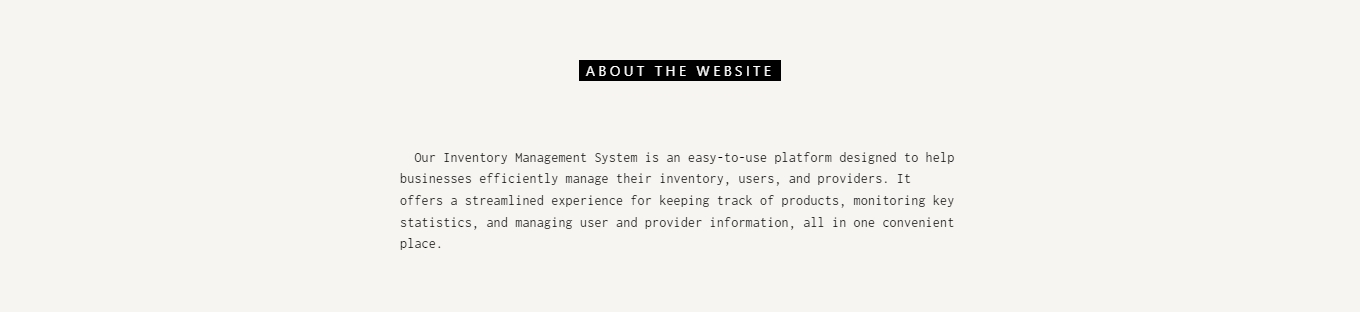 ABOUT THE WEBSITE
Our Inventory Management System is an easy-to-use platform designed to help
businesses efficiently manage their inventory, users, and providers. It
offers a streamlined experience for keeping track of products, monitoring key
statistics, and managing user and provider information, all in one convenient
place.